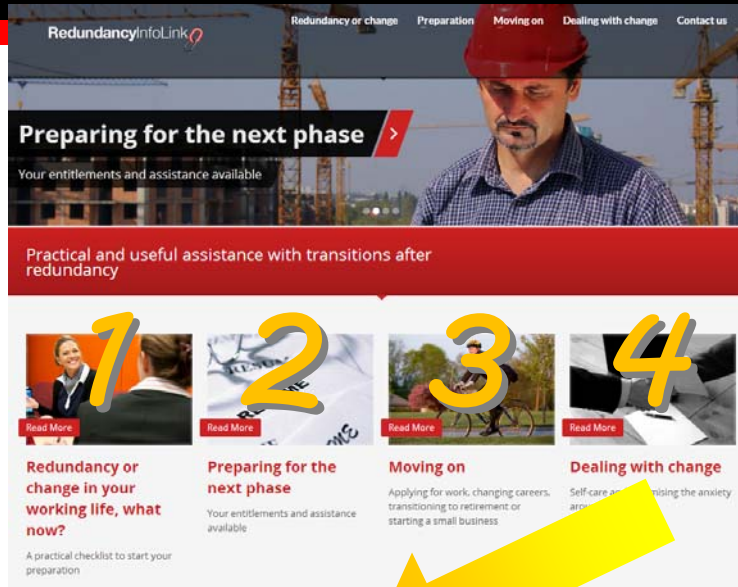 RedundancyInfoLink
Redundancy or change Preparation Moving on Dealing with change Contact us
Preparing for the next phase
Your entitlements and assistance available
Practical and useful assistance with transitions after
redundancy
1
Read More
Redundancy or
change in your
working life, what
now?
A practical checklist to start your
preparation
2
RESUME
Read More
Preparing for the
next phase
Your entitlements and assistance
available
3
Read More
Moving on
Applying for work, changing careers,
transitioning to retirement or
starting a small business
4
Read More
Dealing with change
Self-care the anxiety